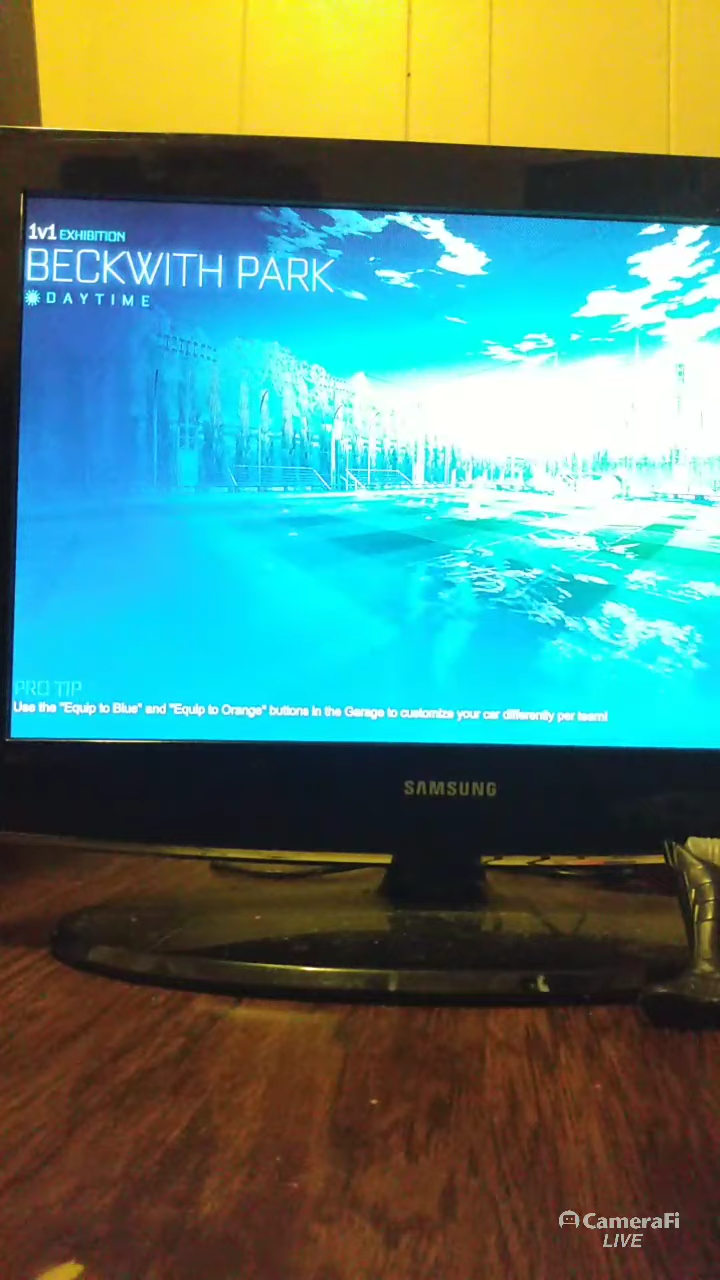 1v1 EXHIBITION
BECKWITH PARK
DAYTIME
PRO TIP
Use the "Equip to Blue" and "Equip to Orange" buttons in the Garage to customize your car differently per team!
SAMSUNG
CameraFi
LIVE